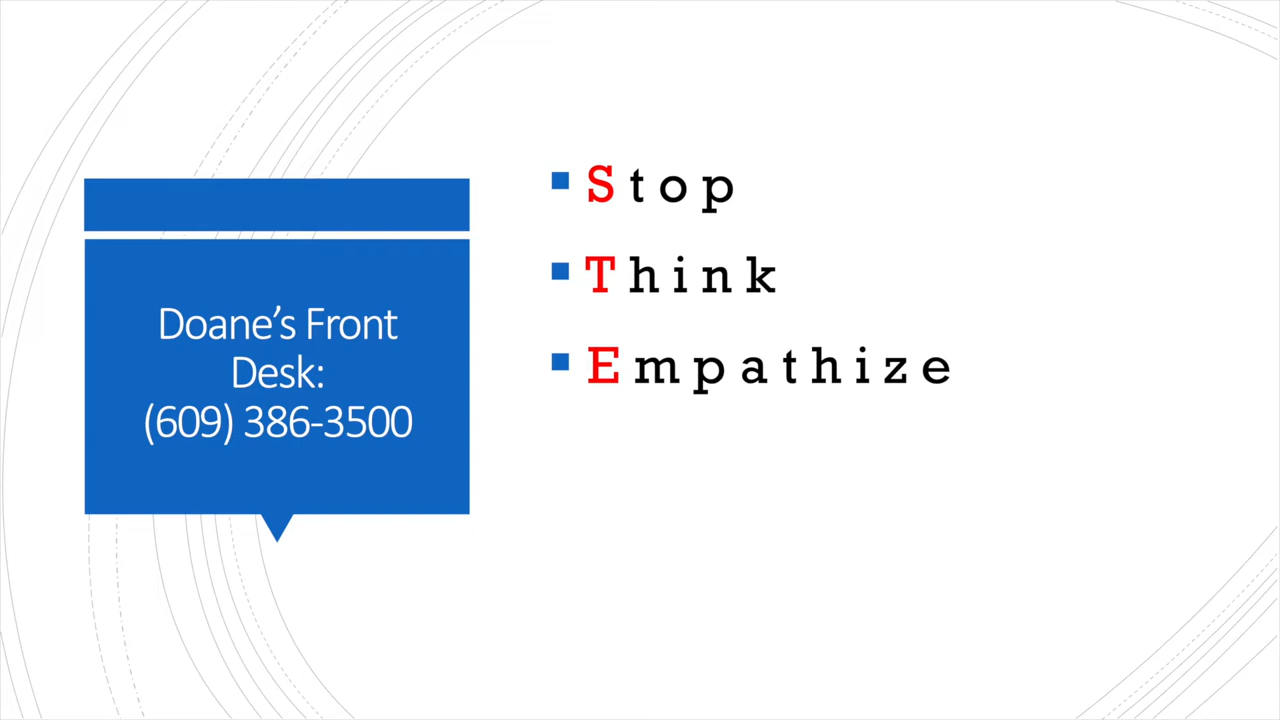 Doane's Front
Desk:
(609) 386-3500
Stop
Think
Empathize